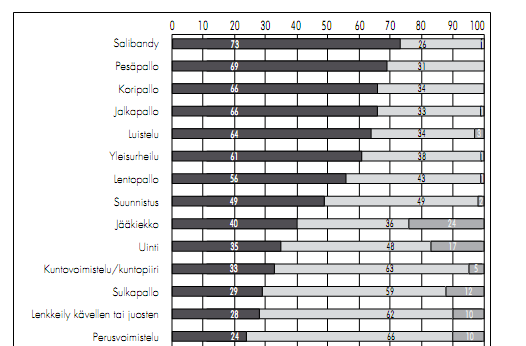 0 10 20 30 40 50 60 70 80 90 100
Salibandy 73 26
Pesäpallo 69 31
Koripallo 66 34
Jalkapallo 66 33
Luistelu 64 34 3
Yleisurheilu 61 38
Lentopallo 56 43
Suunnistus 49 49 2
Jääkiekko 40 36 24
Uinti 35 48 17
Kuntovoimistelu/kuntopiiri 33 63 5
Sulkapallo 29 59 12
Lenkkeily kävellen tai juosten 28 62 10
Perusvoimistelu 24 66 10